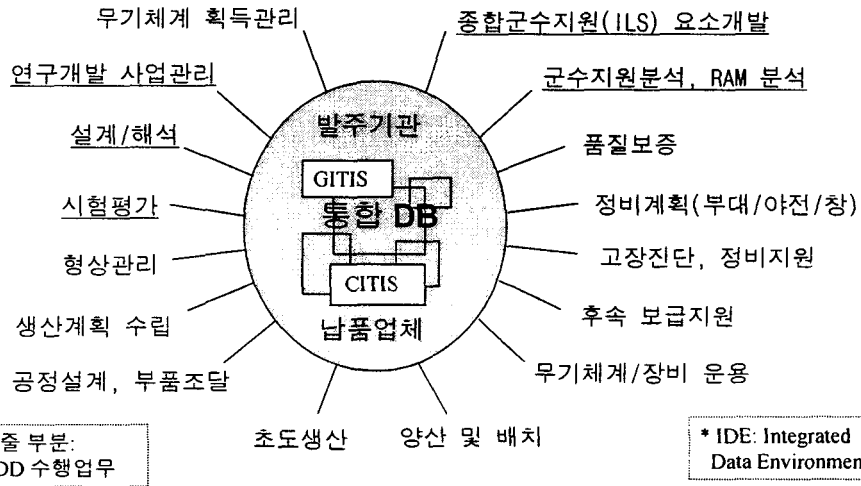 무기체계 획득관리
종합군수지원(ILS) 요소개발
연구개발 사업관리
군수지원분석, RAM 분석
설계/해석
발주기관
품질보증
GITIS
시험평가
통합 DB
정비계획(부대/야전/창)
형상관리
고장진단, 정비지원
CITIS
생산계획 수립
납품업체
후속 보급지원
공정설계, 부품조달
무기체계/장비 운용
초도생산
양산 및 배치
줄 부분:
DD 수행업무
* IDE: Integrated
Data Environmen